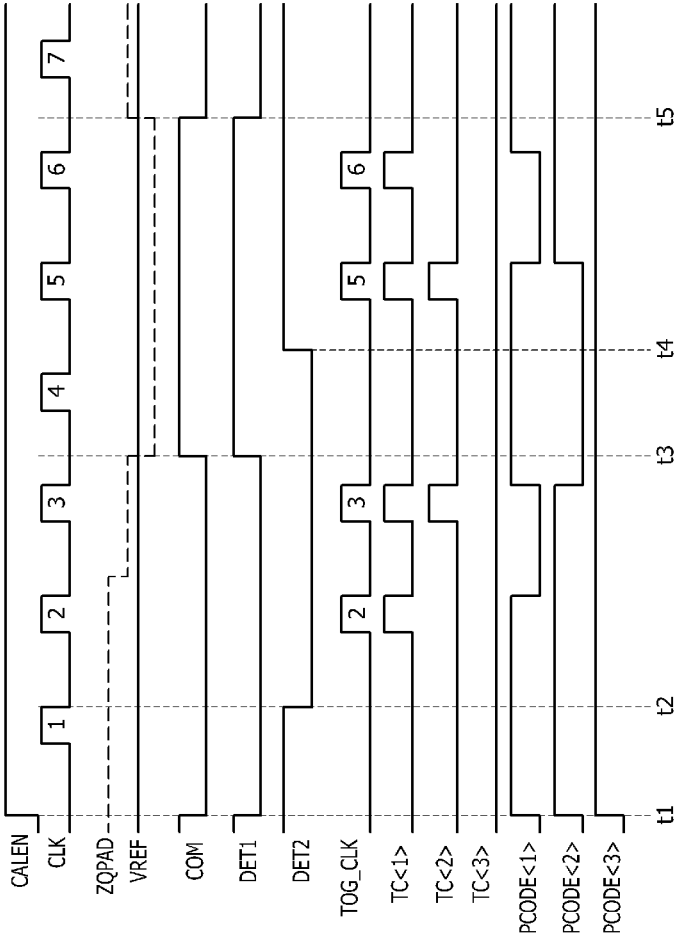 CALEN
CLK 1 2 3 4 5 6 7
ZQPAD
VREF
COM
DET1
DET2
TOG_CLK 2 3 5 6
TC<1>
TC<2>
TC<3>
PCODE<1>
PCODE<2>
PCODE<3>
t1 t2 t3 t4 t5